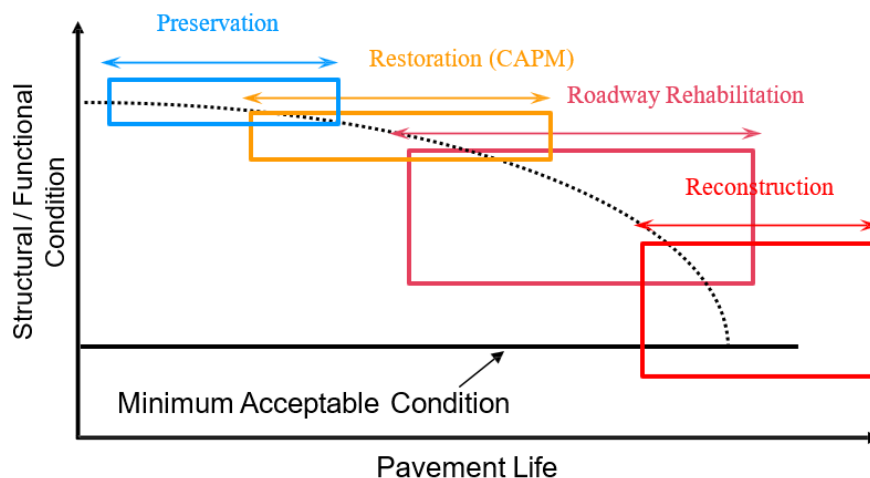 Preservation
Restoration (CAPM)
Roadway Rehabilitation
Reconstruction
Structural / Functional
Condition
Minimum Acceptable Condition
Pavement Life